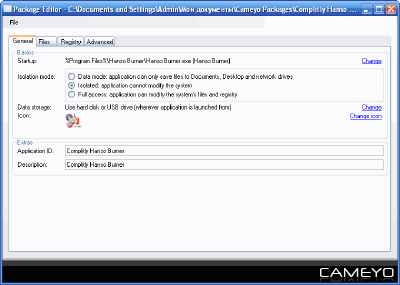 Package Editor - C:\Documents and Settings\Admin\Мои документы\Cameyo Packages\Complitly Hanso ...
File
General Files Registry Advanced
Basics
Startup: %Program Files%\Hanso Burner\Hanso Burner.exe (Hanso Burner) Change
Isolation mode: Data mode: application can only save files to Documents, Desktop and network drives
Isolated: application cannot modify the system
Full access: application can modify the system's files and registry
Data storage: Use hard disk or USB drive (wherever application is launched from) Change
Icon: Change icon
Extras
Application ID: Complitly Hanso Burner
Description: Complitly Hanso Burner
CAMEYO